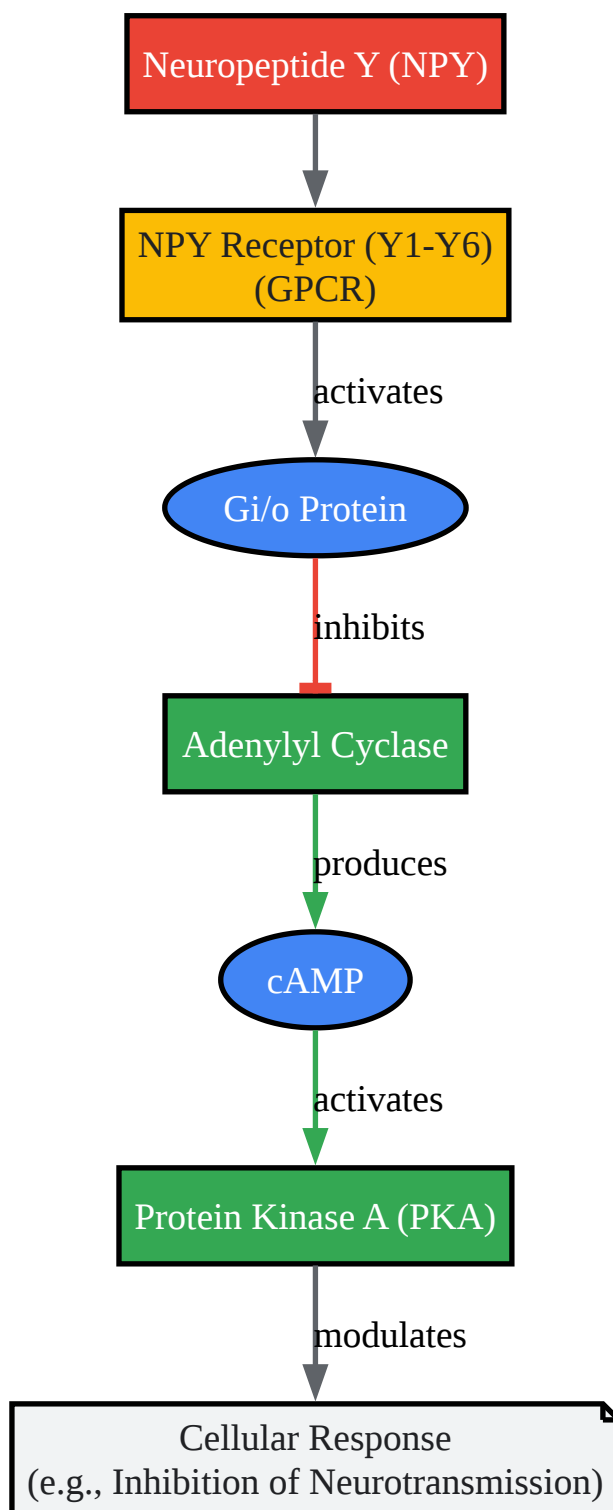 Neuropeptide Y (NPY)
NPY Receptor (Y1-Y6)
(GPCR)
activates
Gi/o Protein
inhibits
Adenylyl Cyclase
produces
cAMP
activates
Protein Kinase A (PKA)
modulates
Cellular Response
(e.g., Inhibition of Neurotransmission)